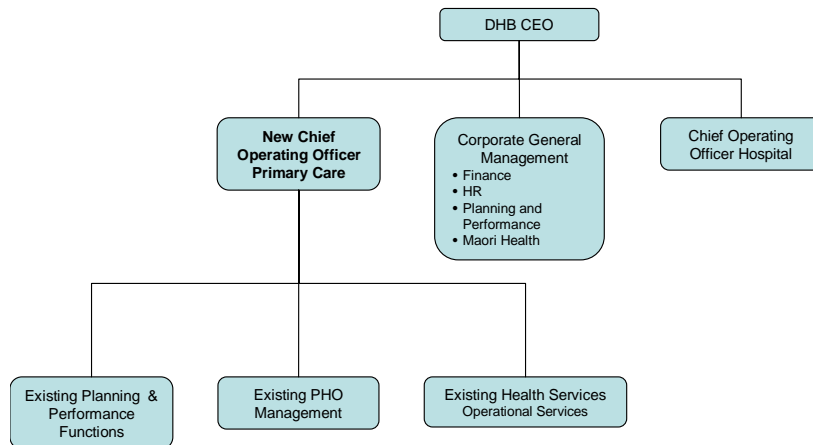 DHB CEO
New Chief
Operating Officer
Primary Care
Corporate General
Management
• Finance
• HR
• Planning and
Performance
• Maori Health
Chief Operating
Officer Hospital
Existing Planning &
Performance
Functions
Existing PHO
Management
Existing Health Services
Operational Services